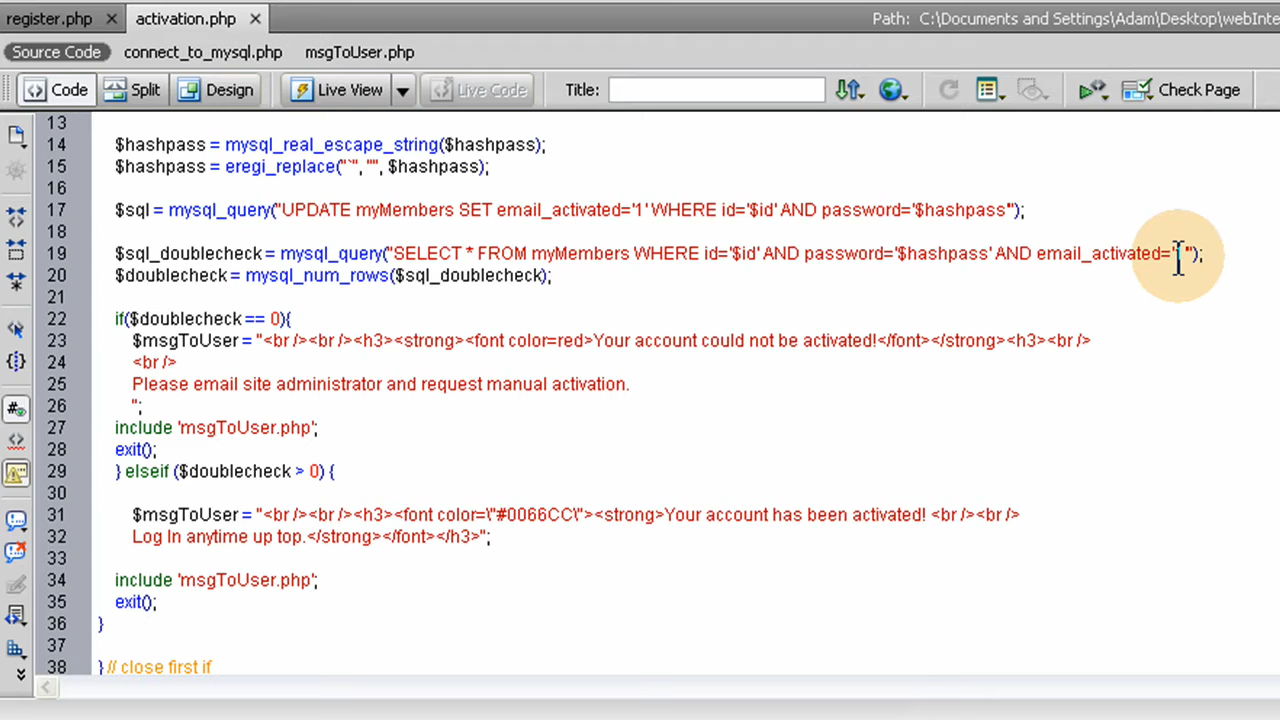 register.php × activation.php × Path: C:\Documents and Settings\Adam\Desktop\webInte
Source Code connect_to_mysql.php msgToUser.php
Code Split Design Live View Live Code Title: Check Page
13
14 $hashpass = mysql_real_escape_string($hashpass);
15 $hashpass = eregi_replace("`", "", $hashpass);
16
17 $sql = mysql_query("UPDATE myMembers SET email_activated='1' WHERE id='$id' AND password='$hashpass'");
18
19 $sql_doublecheck = mysql_query("SELECT * FROM myMembers WHERE id='$id' AND password='$hashpass' AND email_activated=' '");
20 $doublecheck = mysql_num_rows($sql_doublecheck);
21
22 if($doublecheck == 0){
23 $msgToUser = "<br /><br /><h3><strong><font color=red>Your account could not be activated!</font></strong><h3><br />
24 <br />
25 Please email site administrator and request manual activation.
26 ";
27 include 'msgToUser.php';
28 exit();
29 } elseif ($doublecheck > 0) {
30
31 $msgToUser = "<br /><br /><h3><font color=\"#0066CC\"><strong>Your account has been activated! <br /><br />
32 Log In anytime up top.</strong></font></h3>";
33
34 include 'msgToUser.php';
35 exit();
36 }
37
38 } // close first if